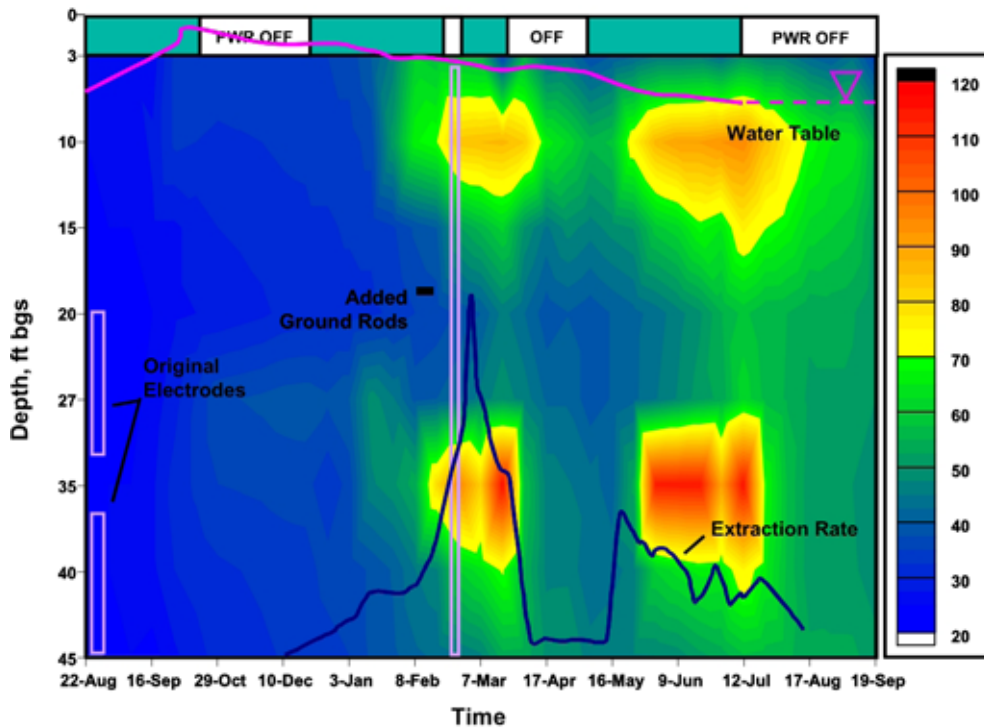 0
3
10
15
20
27
35
40
45
Depth, ft bgs
PWR OFF
OFF
PWR OFF
Water Table
Added
Ground Rods
Original
Electrodes
Extraction Rate
22-Aug 16-Sep 29-Oct 10-Dec 3-Jan 8-Feb 7-Mar 17-Apr 16-May 9-Jun 12-Jul 17-Aug 19-Sep
Time
120
110
100
90
80
70
60
50
40
30
20